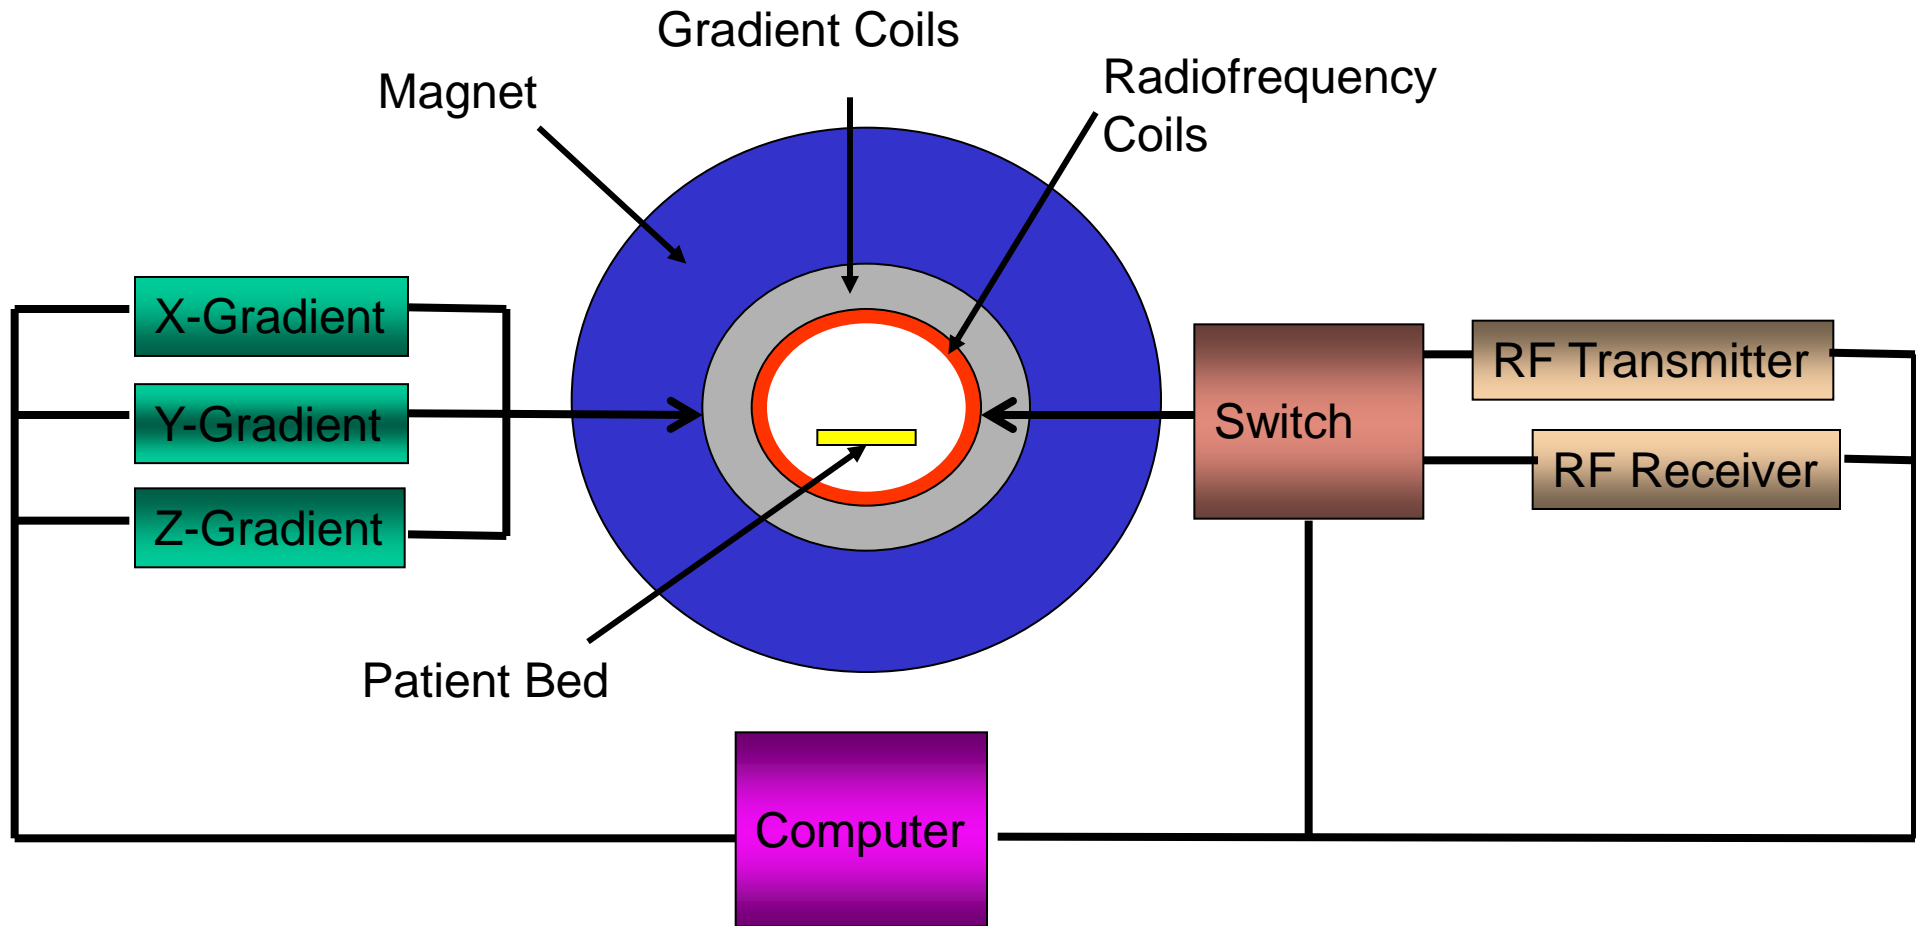 Gradient Coils
Magnet
Radiofrequency
Coils
X-Gradient
Y-Gradient
Z-Gradient
Switch
RF Transmitter
RF Receiver
Patient Bed
Computer